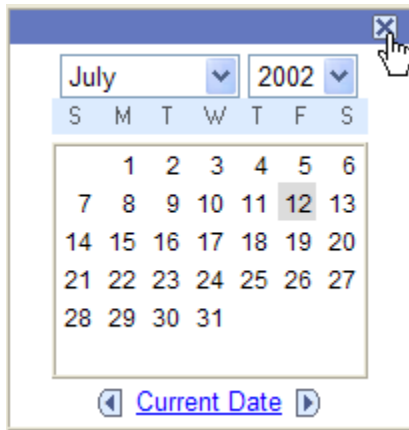 July 2002
S M T W T F S
1 2 3 4 5 6
7 8 9 10 11 12 13
14 15 16 17 18 19 20
21 22 23 24 25 26 27
28 29 30 31
Current Date